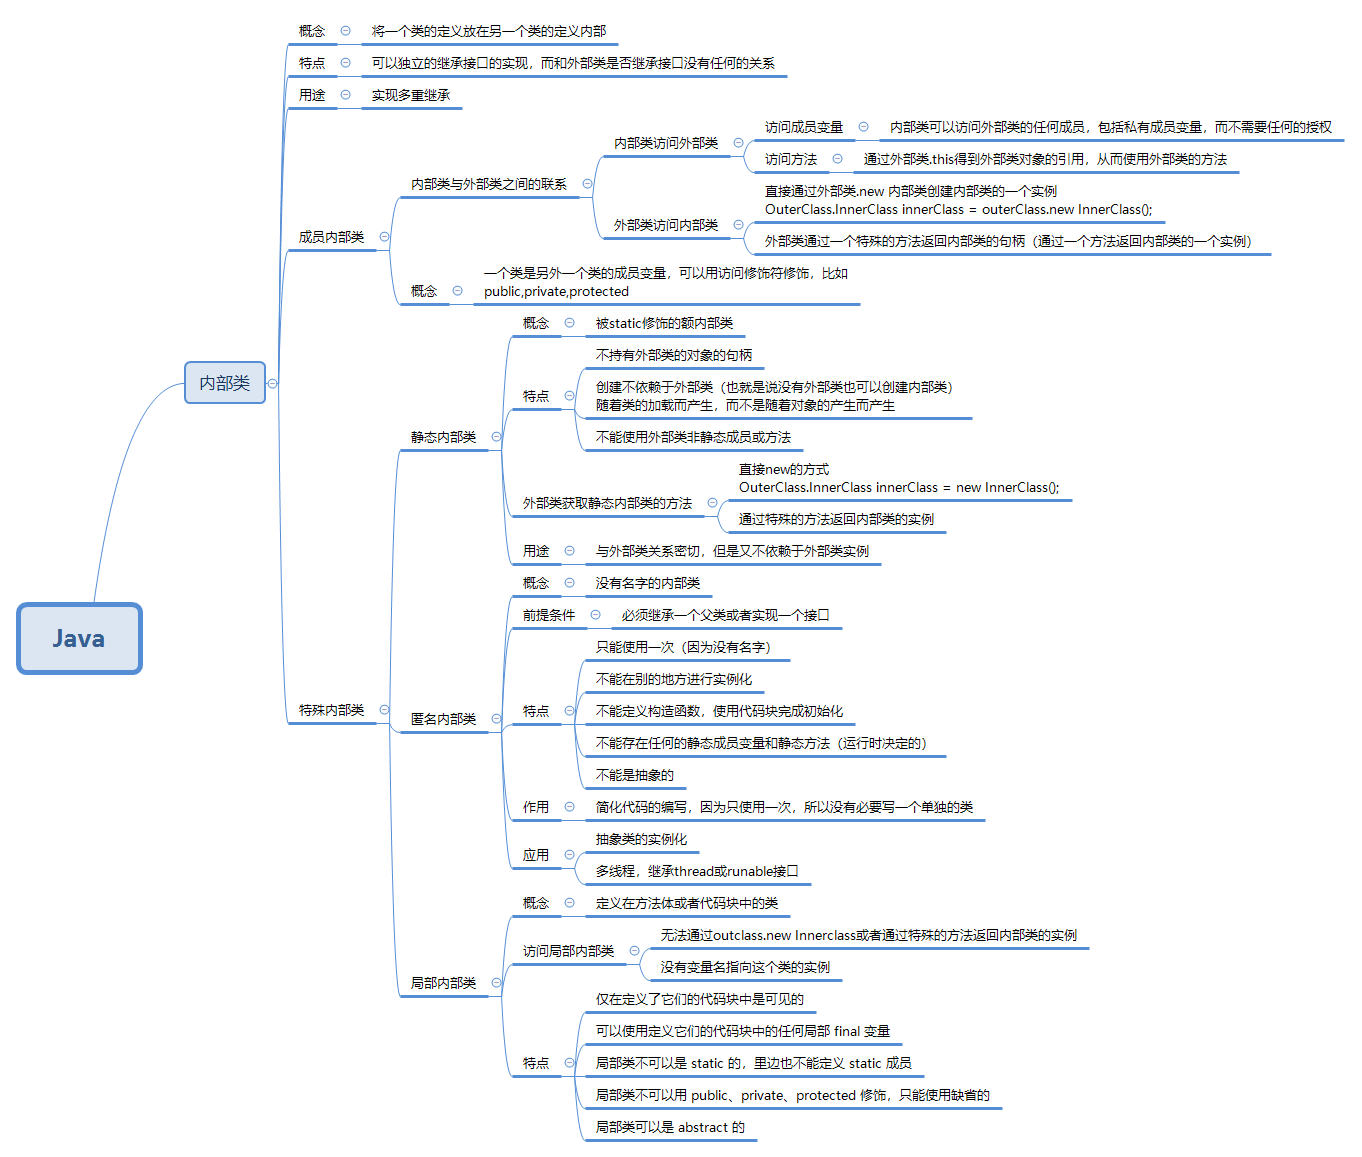 Java
内部类
概念
将一个类的定义放在另一个类的定义内部
特点
可以独立的继承接口的实现，而和外部类是否继承接口没有任何的关系
用途
实现多重继承
成员内部类
内部类与外部类之间的联系
内部类访问外部类
访问成员变量
内部类可以访问外部类的任何成员，包括私有成员变量，而不需要任何的授权
访问方法
通过外部类.this得到外部类对象的引用，从而使用外部类的方法
外部类访问内部类
直接通过外部类.new 内部类创建内部类的一个实例
OuterClass.InnerClass innerClass = outerClass.new InnerClass();
外部类通过一个特殊的方法返回内部类的句柄（通过一个方法返回内部类的一个实例）
概念
一个类是另外一个类的成员变量，可以用访问修饰符修饰，比如
public,private,protected
特殊内部类
静态内部类
概念
被static修饰的额内部类
特点
不持有外部类的对象的句柄
创建不依赖于外部类（也就是说没有外部类也可以创建内部类）
随着类的加载而产生，而不是随着对象的产生而产生
不能使用外部类非静态成员或方法
外部类获取静态内部类的方法
直接new的方式
OuterClass.InnerClass innerClass = new InnerClass();
通过特殊的方法返回内部类的实例
用途
与外部类关系密切，但是又不依赖于外部类实例
匿名内部类
概念
没有名字的内部类
前提条件
必须继承一个父类或者实现一个接口
特点
只能使用一次（因为没有名字）
不能在别的地方进行实例化
不能定义构造函数，使用代码块完成初始化
不能存在任何的静态成员变量和静态方法（运行时决定的）
不能是抽象的
作用
简化代码的编写，因为只使用一次，所以没有必要写一个单独的类
应用
抽象类的实例化
多线程，继承thread或runable接口
局部内部类
概念
定义在方法体或者代码块中的类
访问局部内部类
无法通过outclass.new Innerclass或者通过特殊的方法返回内部类的实例
没有变量名指向这个类的实例
特点
仅在定义了它们的代码块中是可见的
可以使用定义它们的代码块中的任何局部 final 变量
局部类不可以是 static 的，里边也不能定义 static 成员
局部类不可以用 public、private、protected 修饰，只能使用缺省的
局部类可以是 abstract 的